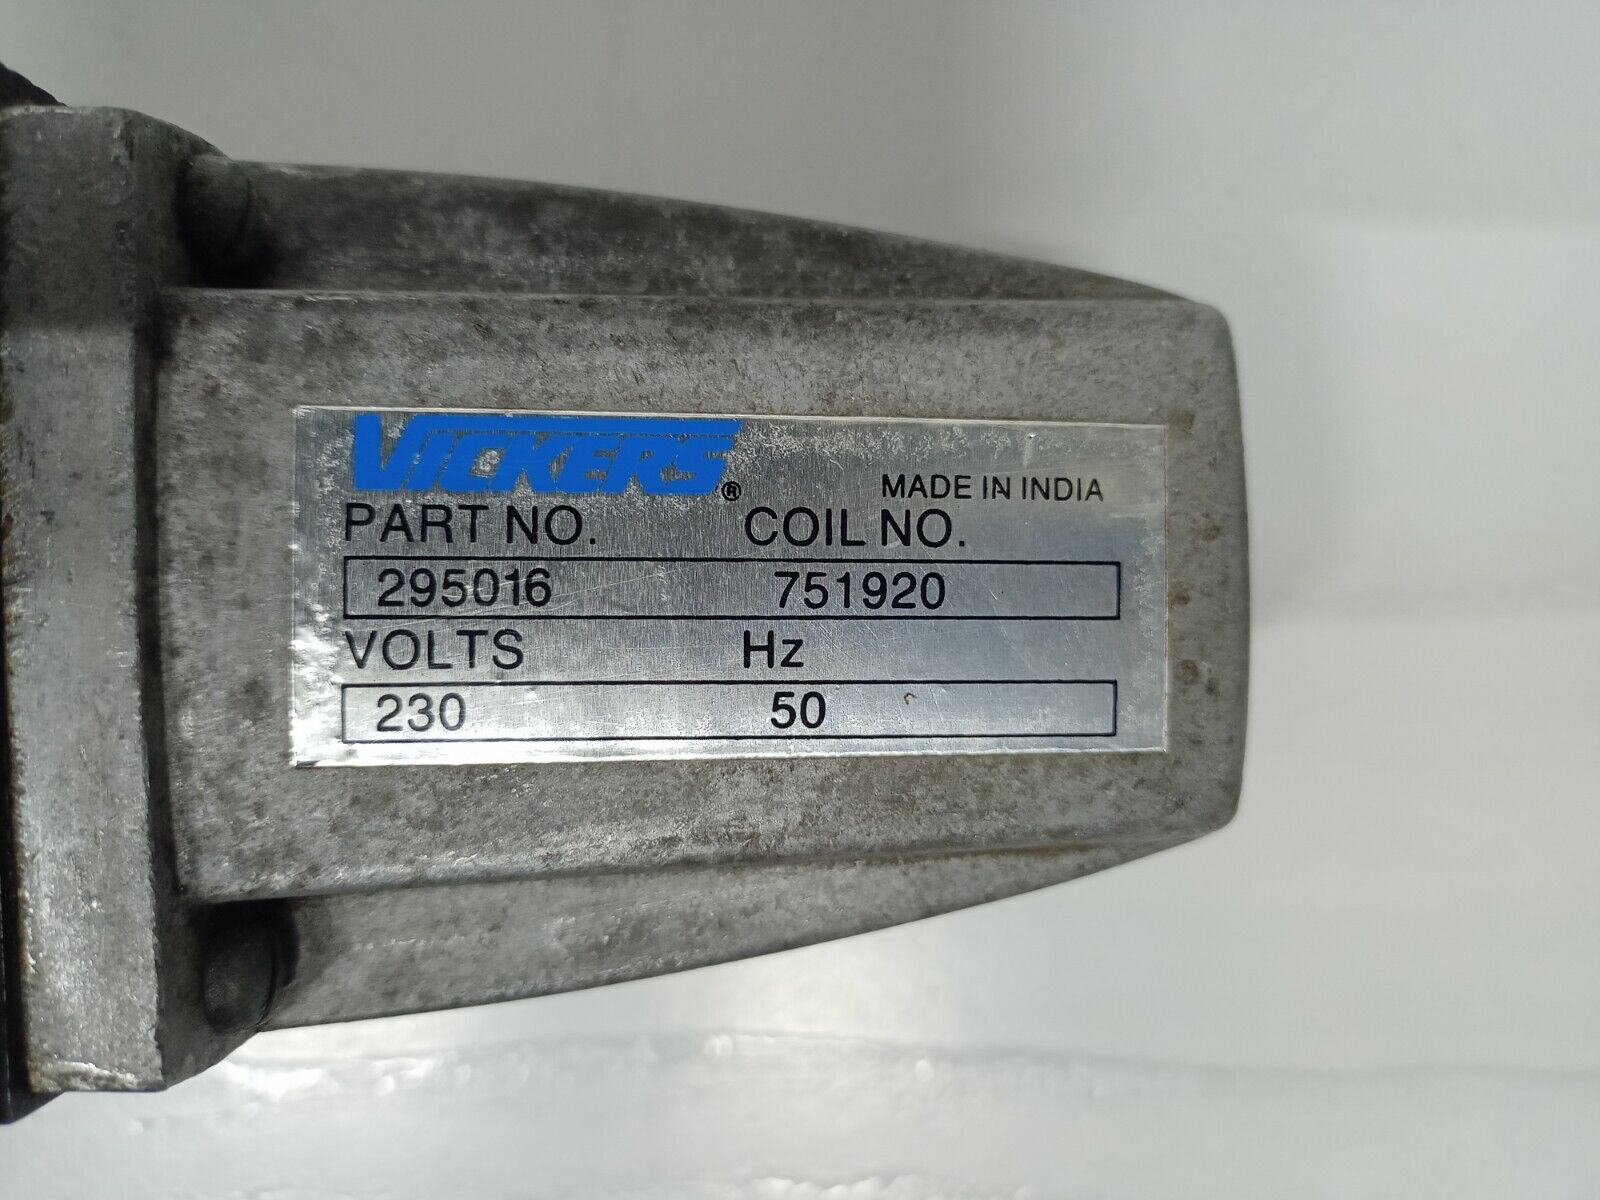 VICKERS® MADE IN INDIA
PART NO. COIL NO.
295016 751920
VOLTS Hz
230 50